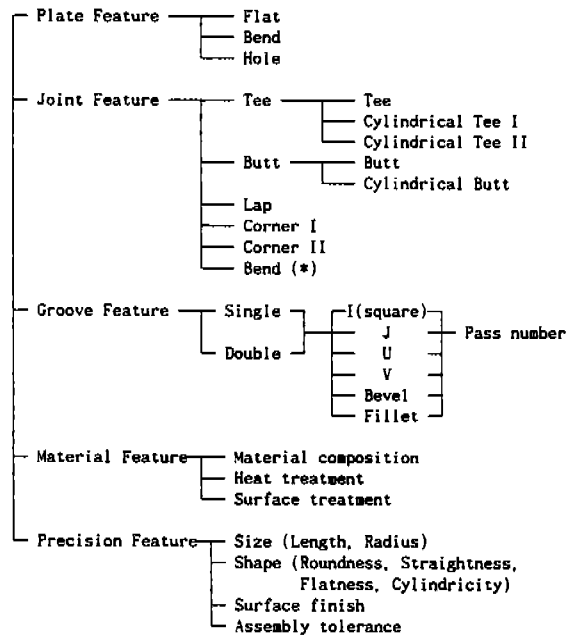 Plate Feature Flat
Bend
Hole
Joint Feature Tee Tee
Cylindrical Tee I
Cylindrical Tee II
Butt Butt
Cylindrical Butt
Lap
Corner I
Corner II
Bend (*)
Groove Feature Single I(square)
J Pass number
Double U
V
Bevel
Fillet
Material Feature Material composition
Heat treatment
Surface treatment
Precision Feature Size (Length, Radius)
Shape (Roundness, Straightness,
Flatness, Cylindricity)
Surface finish
Assembly tolerance